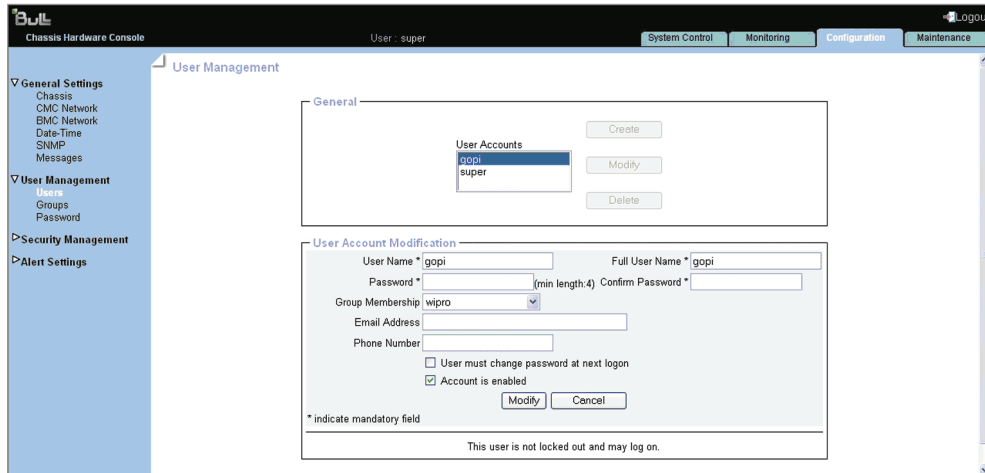 Bull
Logou
Chassis Hardware Console
User : super
System Control
Monitoring
Configuration
Maintenance
User Management
General Settings
Chassis
CMC Network
BMC Network
Date-Time
SNMP
Messages
User Management
Users
Groups
Password
Security Management
Alert Settings
General
User Accounts
gopi
super
Create
Modify
Delete
User Account Modification
User Name * gopi
Full User Name * gopi
Password * (min length:4) Confirm Password *
Group Membership wipro
Email Address
Phone Number
User must change password at next logon
Account is enabled
Modify
Cancel
* indicate mandatory field
This user is not locked out and may log on.